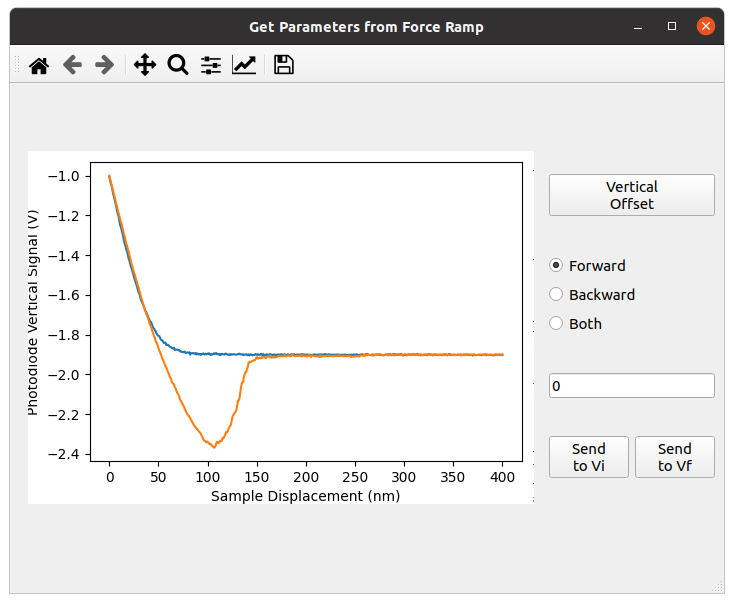 Get Parameters from Force Ramp
Photodiode Vertical Signal (V)
−1.0
−1.2
−1.4
−1.6
−1.8
−2.0
−2.2
−2.4
0 50 100 150 200 250 300 350 400
Sample Displacement (nm)
Vertical
Offset
Forward
Backward
Both
0
Send
to Vi
Send
to Vf